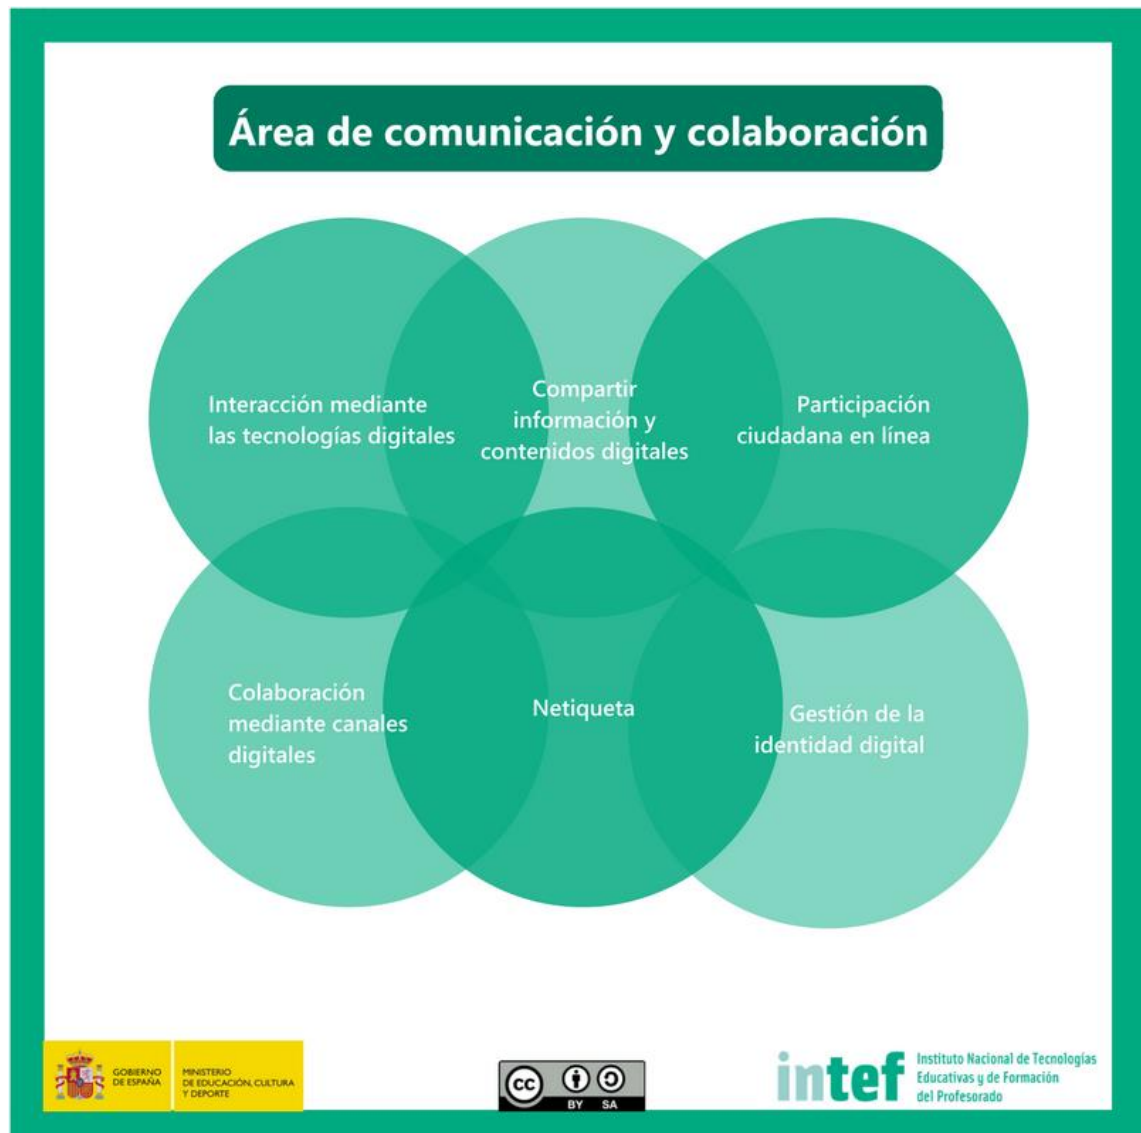 Área de comunicación y colaboración
Interacción mediante
las tecnologías digitales
Compartir
información y
contenidos digitales
Participación
ciudadana en línea
Colaboración
mediante canales
digitales
Netiqueta
Gestión de la
identidad digital
GOBIERNO
DE ESPAÑA
MINISTERIO
DE EDUCACIÓN, CULTURA
Y DEPORTE
cc
BY SA
intef
Instituto Nacional de Tecnologías
Educativas y de Formación
del Profesorado